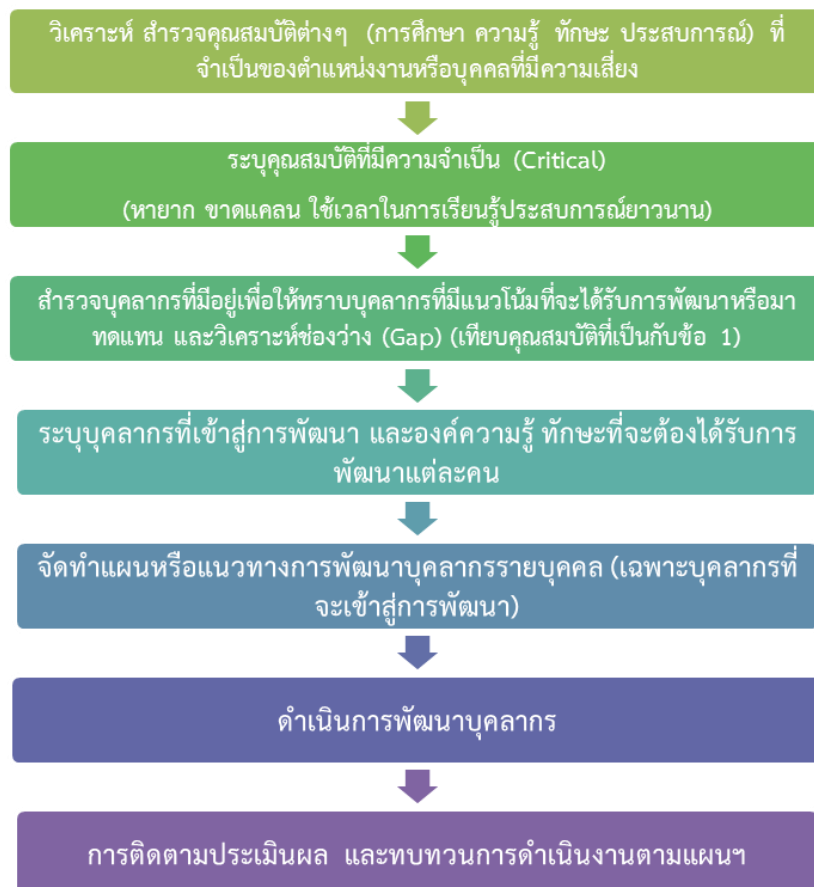 วิเคราะห์ สำรวจคุณสมบัติต่างๆ (การศึกษา ความรู้ ทักษะ ประสบการณ์) ที่
จำเป็นของตำแหน่งงานหรือบุคคลที่มีความเสี่ยง
ระบุคุณสมบัติที่มีความจำเป็น (Critical)
(หายาก ขาดแคลน ใช้เวลาในการเรียนรู้ประสบการณ์ยาวนาน)
สำรวจบุคลากรที่มีอยู่เพื่อให้ทราบบุคลากรที่มีแนวโน้มที่จะได้รับการพัฒนาหรือมา
ทดแทน และวิเคราะห์ช่องว่าง (Gap) (เทียบคุณสมบัติที่เป็นกับข้อ 1)
ระบุบุคลากรที่เข้าสู่การพัฒนา และองค์ความรู้ ทักษะที่จะต้องได้รับการ
พัฒนาแต่ละคน
จัดทำแผนหรือแนวทางการพัฒนาบุคลากรรายบุคคล (เฉพาะบุคลากรที่
จะเข้าสู่การพัฒนา)
ดำเนินการพัฒนาบุคลากร
การติดตามประเมินผล และทบทวนการดำเนินงานตามแผนฯ